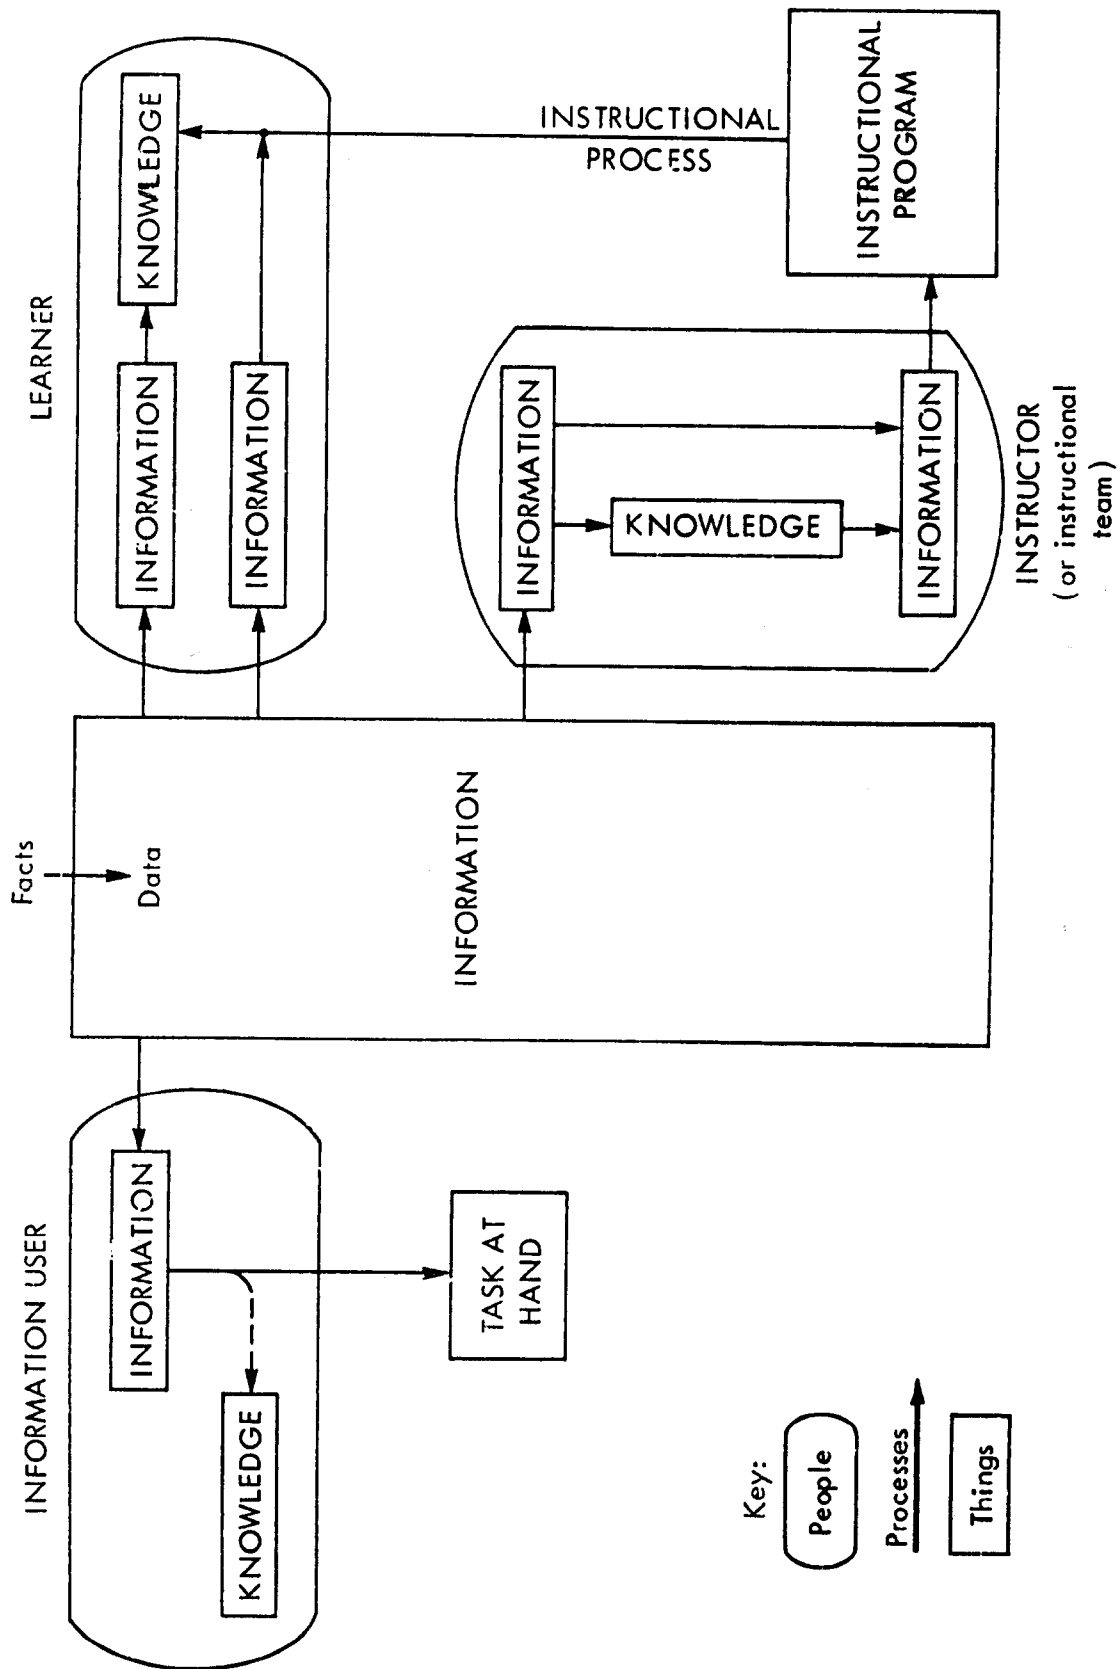 Facts
Data
INFORMATION
INFORMATION USER
INFORMATION
KNOWLEDGE
TASK AT
HAND
LEARNER
INFORMATION
KNOWLEDGE
INFORMATION
INSTRUCTIONAL
PROCESS
INFORMATION
KNOWLEDGE
INFORMATION
INSTRUCTOR
(or instructional
team)
INSTRUCTIONAL
PROGRAM
Key:
People
Processes
Things